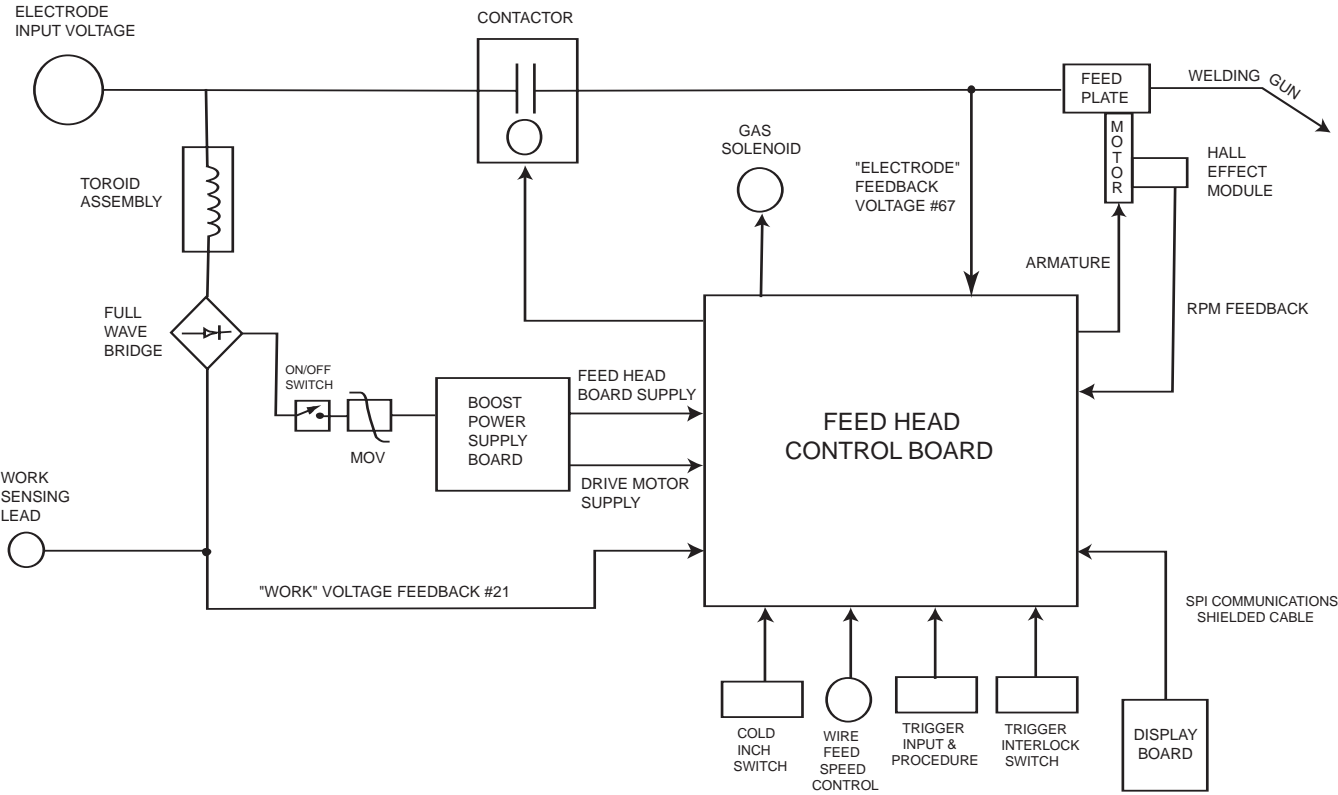 ELECTRODE
INPUT VOLTAGE
CONTACTOR
FEED
PLATE
WELDING GUN
MOTOR
HALL
EFFECT
MODULE
GAS
SOLENOID
"ELECTRODE"
FEEDBACK
VOLTAGE #67
TOROID
ASSEMBLY
ARMATURE
RPM FEEDBACK
FULL
WAVE
BRIDGE
ON/OFF
SWITCH
MOV
BOOST
POWER
SUPPLY
BOARD
FEED HEAD
BOARD SUPPLY
DRIVE MOTOR
SUPPLY
FEED HEAD
CONTROL BOARD
WORK
SENSING
LEAD
"WORK" VOLTAGE FEEDBACK #21
SPI COMMUNICATIONS
SHIELDED CABLE
COLD
INCH
SWITCH
WIRE
FEED
SPEED
CONTROL
TRIGGER
INPUT &
PROCEDURE
TRIGGER
INTERLOCK
SWITCH
DISPLAY
BOARD